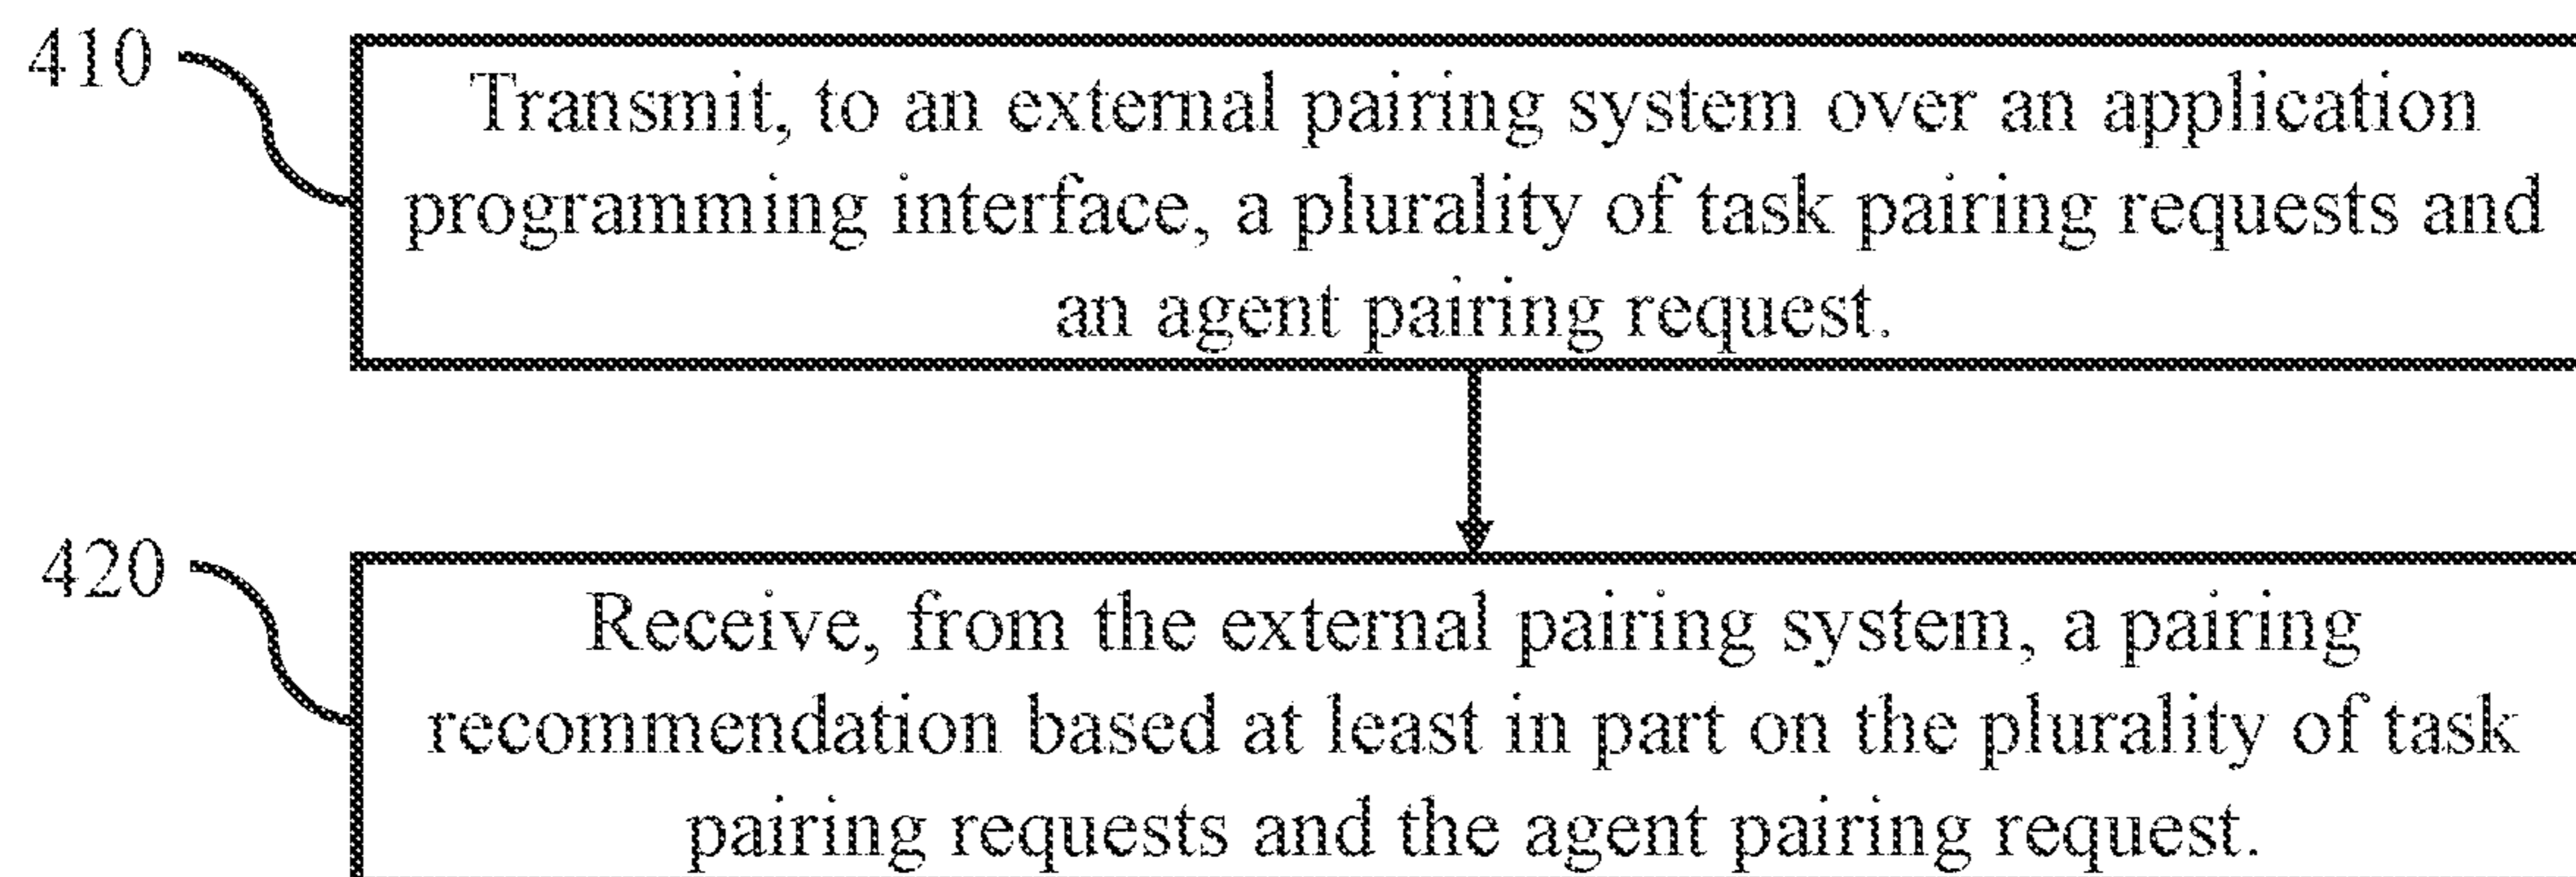 410
Transmit, to an external pairing system over an application
programming interface, a plurality of task pairing requests and
an agent pairing request.
420
Receive, from the external pairing system, a pairing
recommendation based at least in part on the plurality of task
pairing requests and the agent pairing request.